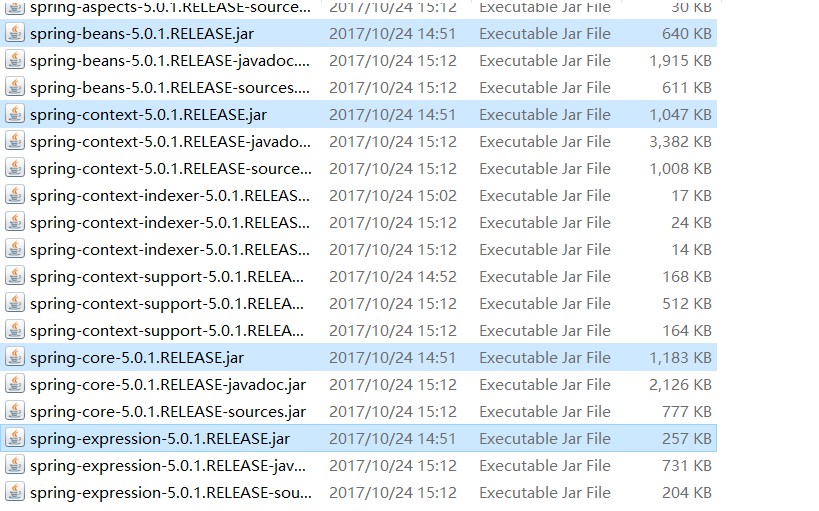 spring-aspects-5.0.1.RELEASE-source... 2017/10/24 15:12 Executable Jar File 30 KB
spring-beans-5.0.1.RELEASE.jar 2017/10/24 14:51 Executable Jar File 640 KB
spring-beans-5.0.1.RELEASE-javadoc.... 2017/10/24 15:12 Executable Jar File 1,915 KB
spring-beans-5.0.1.RELEASE-sources.... 2017/10/24 15:12 Executable Jar File 611 KB
spring-context-5.0.1.RELEASE.jar 2017/10/24 14:51 Executable Jar File 1,047 KB
spring-context-5.0.1.RELEASE-javado... 2017/10/24 15:12 Executable Jar File 3,382 KB
spring-context-5.0.1.RELEASE-source... 2017/10/24 15:12 Executable Jar File 1,008 KB
spring-context-indexer-5.0.1.RELEAS... 2017/10/24 15:02 Executable Jar File 17 KB
spring-context-indexer-5.0.1.RELEAS... 2017/10/24 15:12 Executable Jar File 24 KB
spring-context-indexer-5.0.1.RELEAS... 2017/10/24 15:12 Executable Jar File 14 KB
spring-context-support-5.0.1.RELEA... 2017/10/24 14:52 Executable Jar File 168 KB
spring-context-support-5.0.1.RELEA... 2017/10/24 15:12 Executable Jar File 512 KB
spring-context-support-5.0.1.RELEA... 2017/10/24 15:12 Executable Jar File 164 KB
spring-core-5.0.1.RELEASE.jar 2017/10/24 14:51 Executable Jar File 1,183 KB
spring-core-5.0.1.RELEASE-javadoc.jar 2017/10/24 15:12 Executable Jar File 2,126 KB
spring-core-5.0.1.RELEASE-sources.jar 2017/10/24 15:12 Executable Jar File 777 KB
spring-expression-5.0.1.RELEASE.jar 2017/10/24 14:51 Executable Jar File 257 KB
spring-expression-5.0.1.RELEASE-jav... 2017/10/24 15:12 Executable Jar File 731 KB
spring-expression-5.0.1.RELEASE-sou... 2017/10/24 15:12 Executable Jar File 204 KB